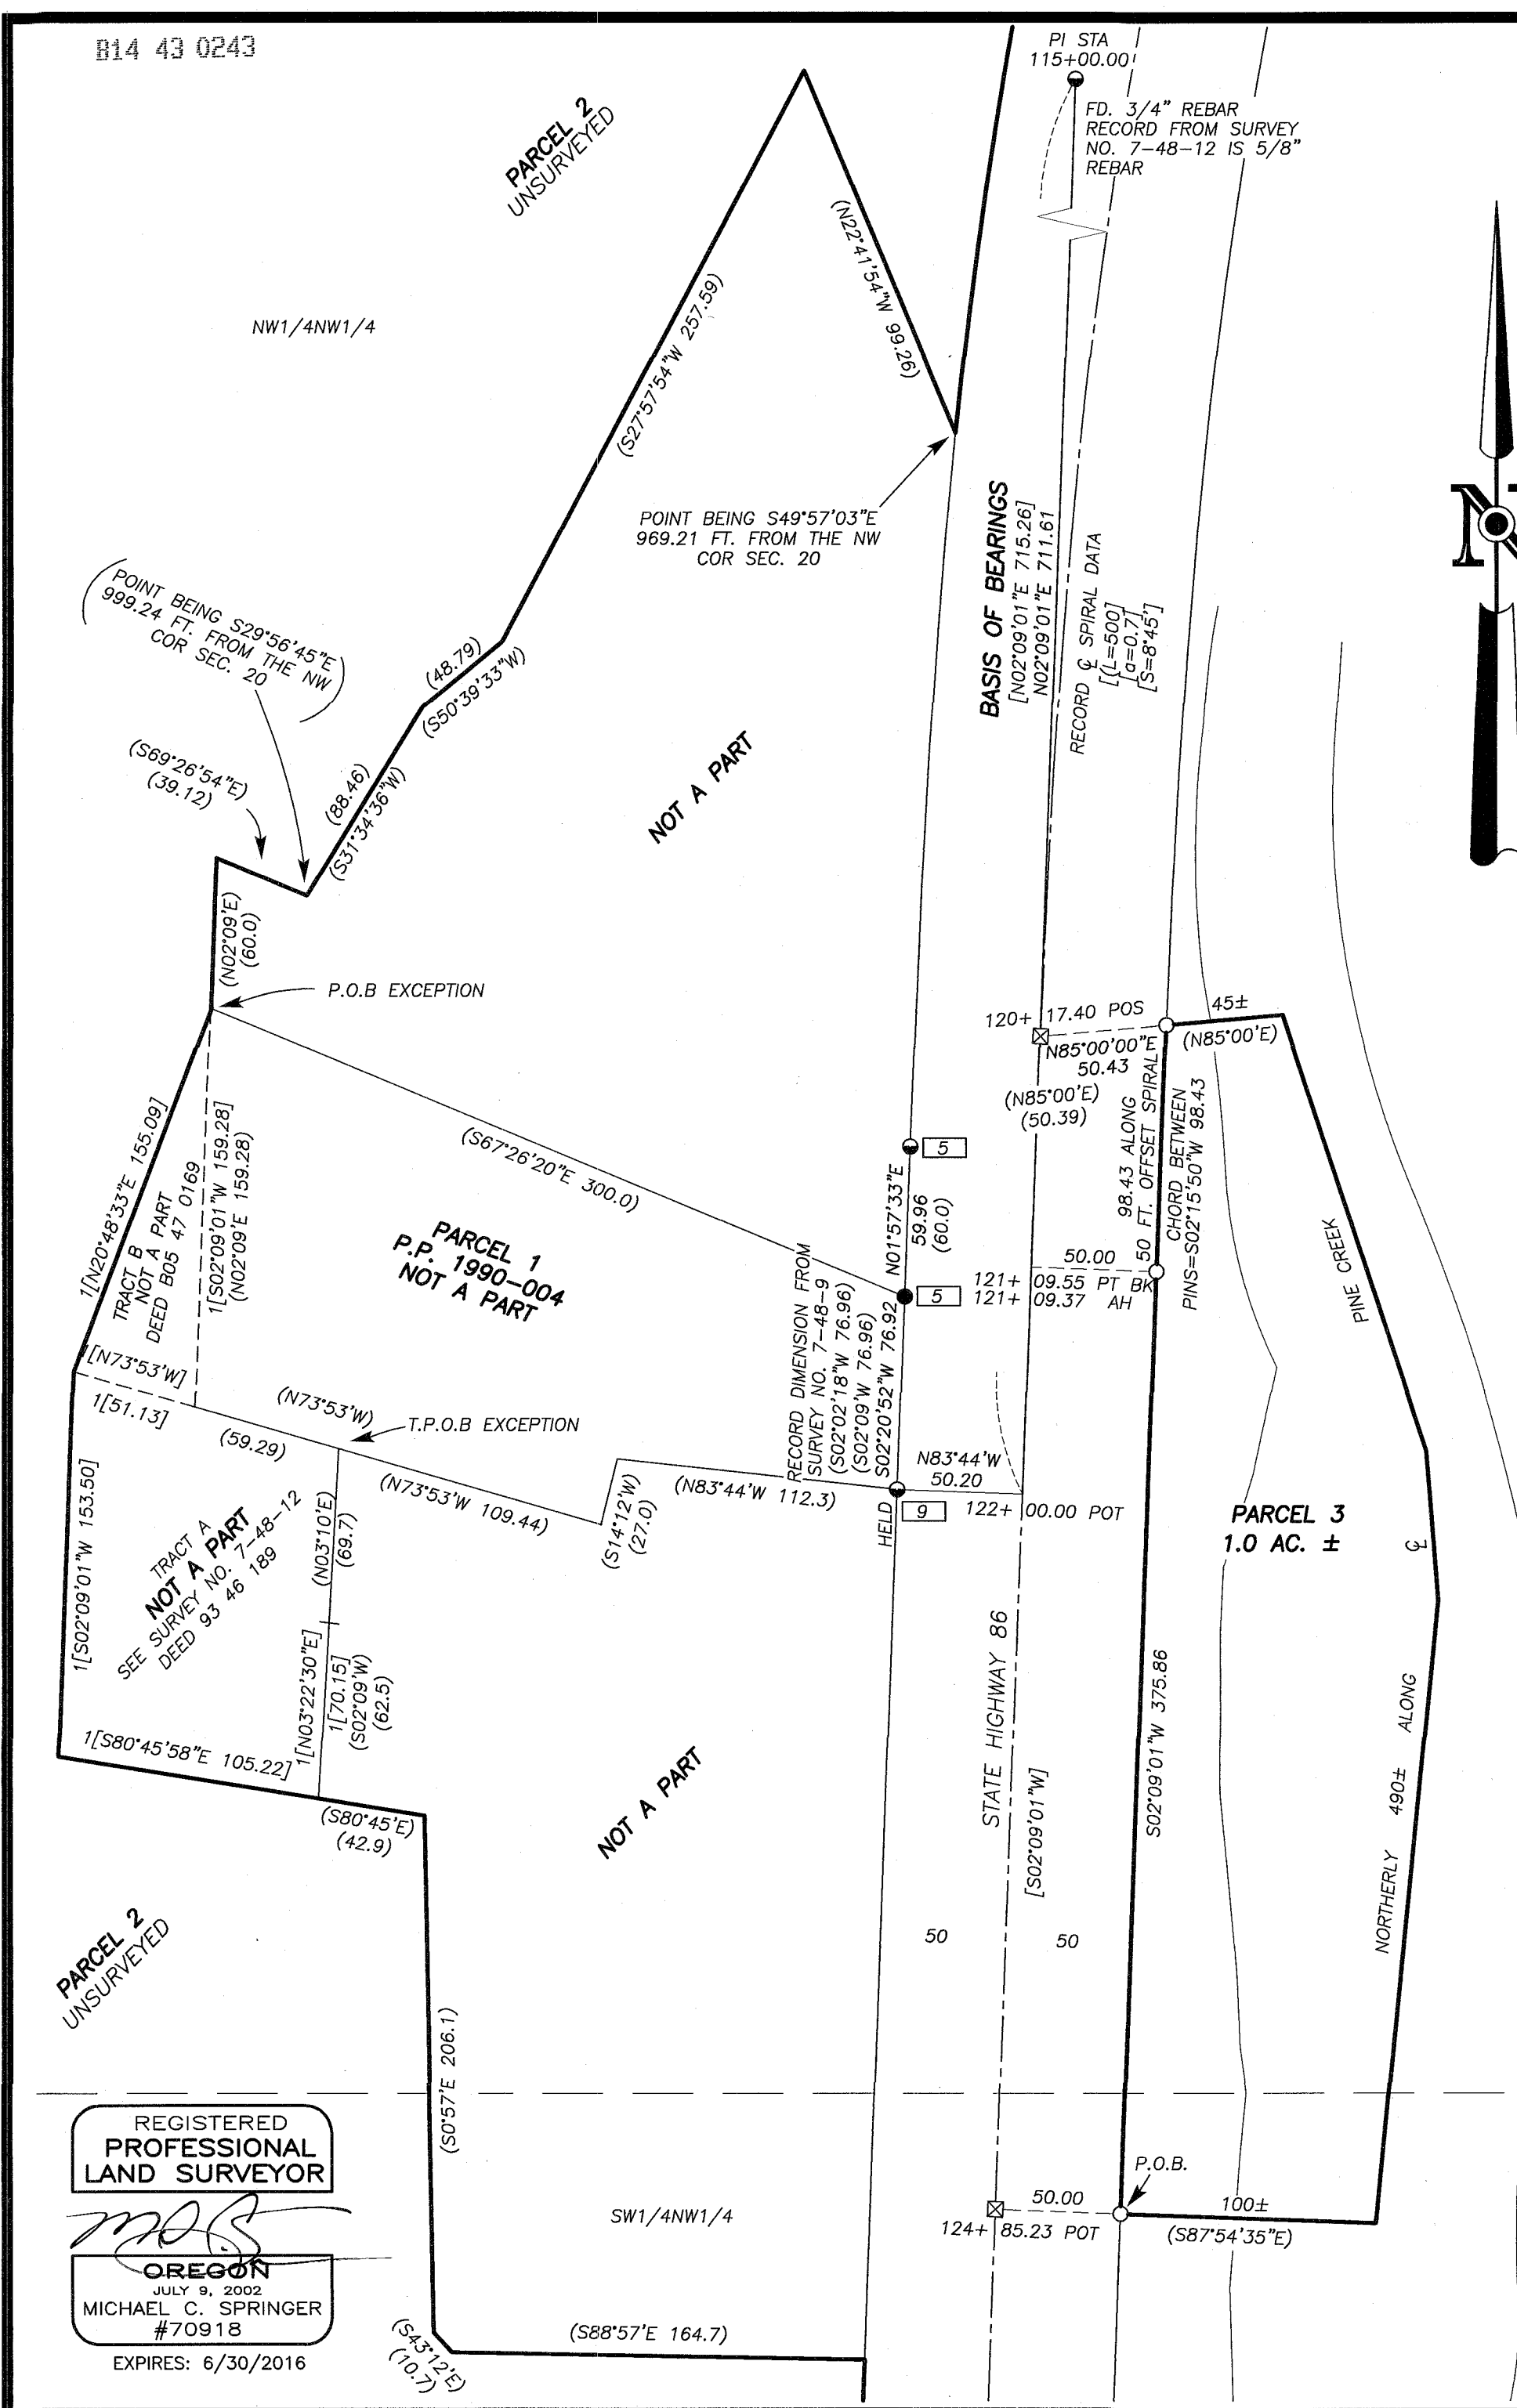 B14 43 0243
PI STA
115+00.00
FD. 3/4" REBAR
RECORD FROM SURVEY
NO. 7-48-12 IS 5/8"
REBAR
PARCEL 2
UNSURVEYED
NW1/4NW1/4
(S27°57'54"W 257.59)
(N22°41'54"W 99.26)
POINT BEING S49°57'03"E
969.21 FT. FROM THE NW
COR SEC. 20
BASIS OF BEARINGS
[N02°09'01"E 715.26]
N02°09'01"E 711.61
RECORD ℄ SPIRAL DATA
[(L=500]
[a=0.7]
[S=8°45']
N
POINT BEING S29°56'45"E
999.24 FT. FROM THE NW
COR SEC. 20
(48.79)
(S50°39'33"W)
(S69°26'54"E)
(39.12)
(88.46)
(S31°34'36"W)
NOT A PART
(N02°09'E)
(60.0)
P.O.B EXCEPTION
120+ 17.40 POS
45±
(N85°00'E)
N85°00'00"E
50.43
(N85°00'E)
(50.39)
98.43 ALONG
50 FT. OFFSET SPIRAL
CHORD BETWEEN
PINS=S02°15'50"W 98.43
1[N20°48'33"E 155.09]
TRACT B
NOT A PART
DEED B05 47 0169
1[S02°09'01"W 159.28]
(N02°09'E 159.28)
(S67°26'20"E 300.0)
5
N01°57'33"E
59.96
(60.0)
PARCEL 1
P.P. 1990-004
NOT A PART
50.00
121+ 09.55 PT BK
121+ 09.37 AH
5
PINE CREEK
RECORD DIMENSION FROM
SURVEY NO. 7-48-9
(S02°02'18"W 76.96)
(S02°09'W 76.96)
S02°20'52"W 76.92
1[N73°53'W]
1[51.13]
(N73°53'W)
(59.29)
T.P.O.B EXCEPTION
(N73°53'W 109.44)
(S14°12'W)
(27.0)
(N83°44'W 112.3)
N83°44'W
50.20
HELD
9
122+ 00.00 POT
PARCEL 3
1.0 AC. ±
℄
1[S02°09'01"W 153.50]
TRACT A
NOT A PART
SEE SURVEY NO. 7-48-12
DEED 93 46 189
(N03°10'E)
(69.7)
1[N03°22'30"E]
1[70.15]
(S02°09'W)
(62.5)
1[S80°45'58"E 105.22]
(S80°45'E)
(42.9)
NOT A PART
STATE HIGHWAY 86
[S02°09'01"W]
S02°09'01"W 375.86
NORTHERLY 490± ALONG
50
50
PARCEL 2
UNSURVEYED
(S0°57'E 206.1)
REGISTERED
PROFESSIONAL
LAND SURVEYOR
OREGON
JULY 9, 2002
MICHAEL C. SPRINGER
#70918
EXPIRES: 6/30/2016
SW1/4NW1/4
P.O.B.
50.00
124+ 85.23 POT
100±
(S87°54'35"E)
(S43°12'E)
(10.7)
(S88°57'E 164.7)